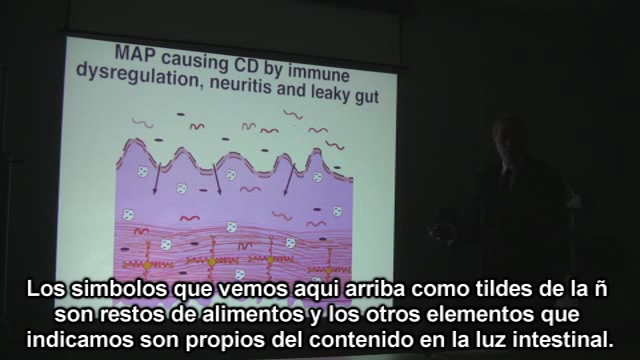 MAP causing CD by immune
dysregulation, neuritis and leaky gut
Los simbolos que vemos aqui arriba como tildes de la ñ
son restos de alimentos y los otros elementos que
indicamos son propios del contenido en la luz intestinal.